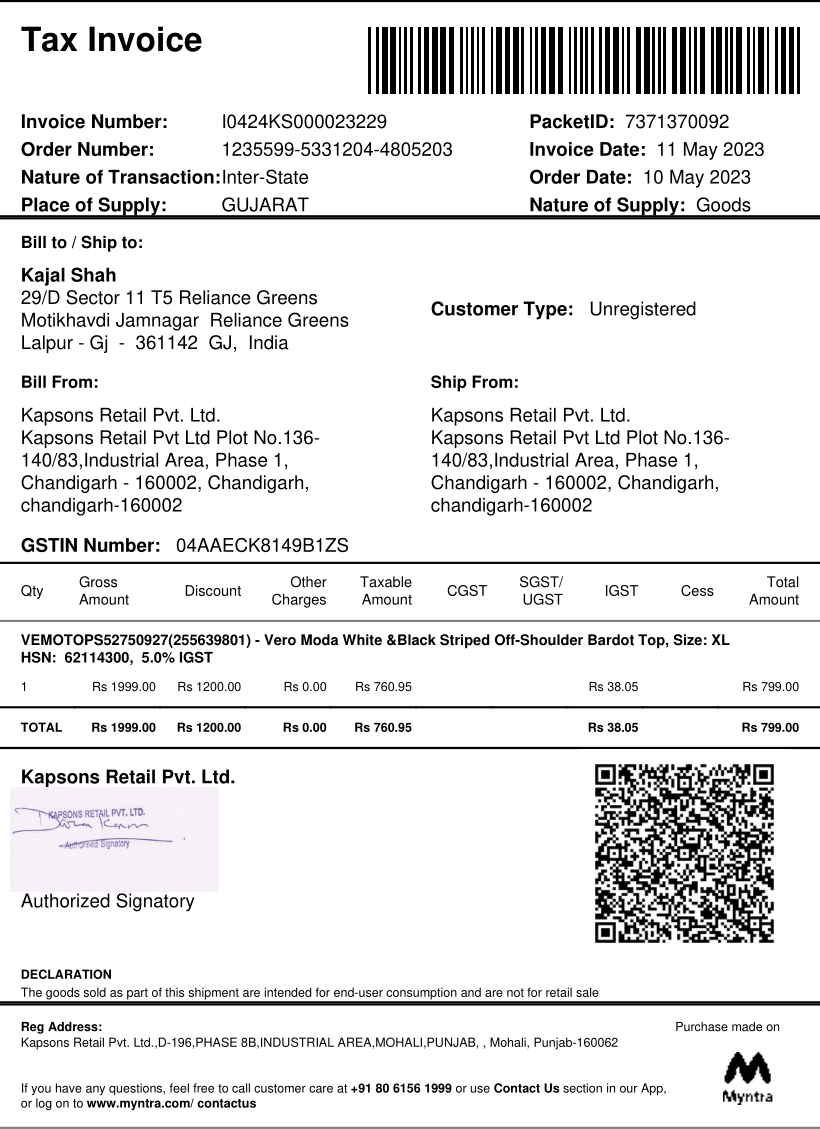 Tax Invoice
Invoice Number: I0424KS000023229 PacketID: 7371370092
Order Number: 1235599-5331204-4805203 Invoice Date: 11 May 2023
Nature of Transaction: Inter-State Order Date: 10 May 2023
Place of Supply: GUJARAT Nature of Supply: Goods
Bill to / Ship to:
Kajal Shah
29/D Sector 11 T5 Reliance Greens
Motikhavdi Jamnagar Reliance Greens
Lalpur - Gj - 361142 GJ, India
Customer Type: Unregistered
Bill From:
Kapsons Retail Pvt. Ltd.
Kapsons Retail Pvt Ltd Plot No.136-
140/83,Industrial Area, Phase 1,
Chandigarh - 160002, Chandigarh,
chandigarh-160002
Ship From:
Kapsons Retail Pvt. Ltd.
Kapsons Retail Pvt Ltd Plot No.136-
140/83,Industrial Area, Phase 1,
Chandigarh - 160002, Chandigarh,
chandigarh-160002
GSTIN Number: 04AAECK8149B1ZS
Qty Gross Amount Discount Other Charges Taxable Amount CGST SGST/ UGST IGST Cess Total Amount
VEMOTOPS52750927(255639801) - Vero Moda White &Black Striped Off-Shoulder Bardot Top, Size: XL
HSN: 62114300, 5.0% IGST
1 Rs 1999.00 Rs 1200.00 Rs 0.00 Rs 760.95 Rs 38.05 Rs 799.00
TOTAL Rs 1999.00 Rs 1200.00 Rs 0.00 Rs 760.95 Rs 38.05 Rs 799.00
Kapsons Retail Pvt. Ltd.
KAPSONS RETAIL PVT. LTD.
Authorized Signatory
Authorized Signatory
DECLARATION
The goods sold as part of this shipment are intended for end-user consumption and are not for retail sale
Reg Address:
Kapsons Retail Pvt. Ltd.,D-196,PHASE 8B,INDUSTRIAL AREA,MOHALI,PUNJAB, , Mohali, Punjab-160062
Purchase made on
Myntra
If you have any questions, feel free to call customer care at +91 80 6156 1999 or use Contact Us section in our App,
or log on to www.myntra.com/ contactus